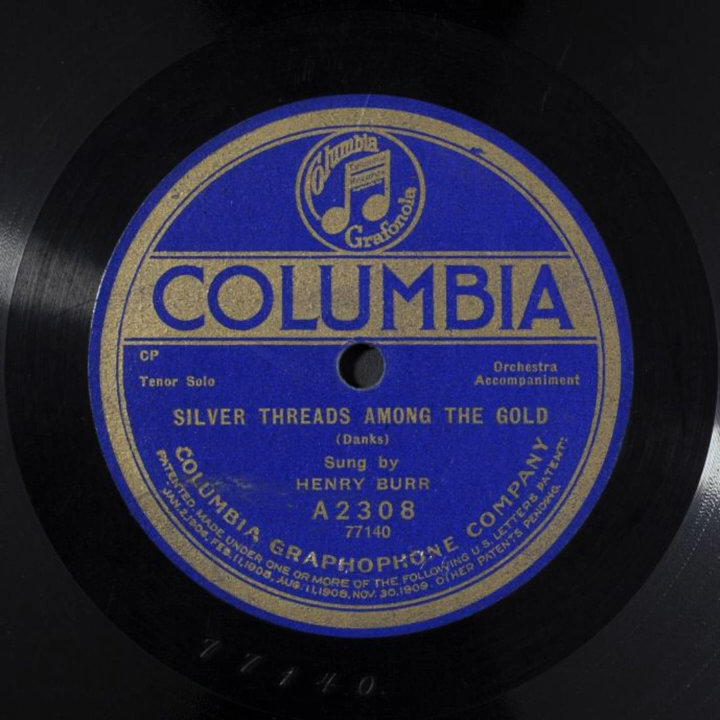 Columbia
Grafonola
COLUMBIA
CP
Tenor Solo
Orchestra
Accompaniment
SILVER THREADS AMONG THE GOLD
(Danks)
Sung by
HENRY BURR
A2308
77140
COLUMBIA GRAPHOPHONE COMPANY
PATENTED, MADE UNDER ONE OR MORE OF THE FOLLOWING U.S. LETTERS PATENT:
JAN.2,1906, FEB.11,1908, AUG.11,1908, NOV.30,1909. OTHER PATENTS PENDING.
77140